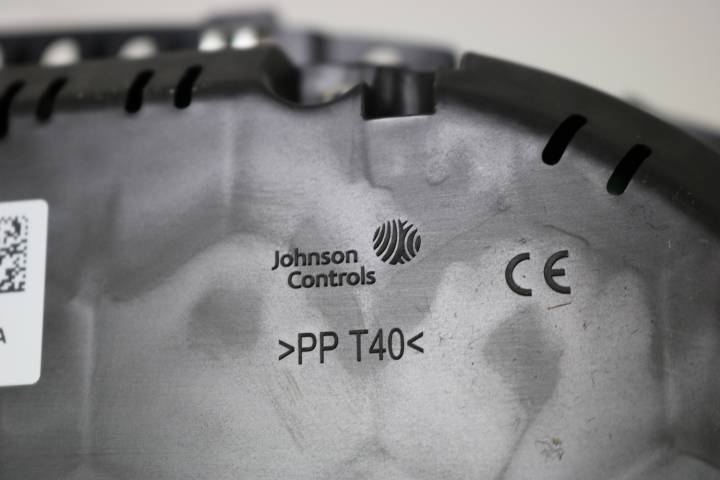 Johnson
Controls
CE
>PP T40<
A